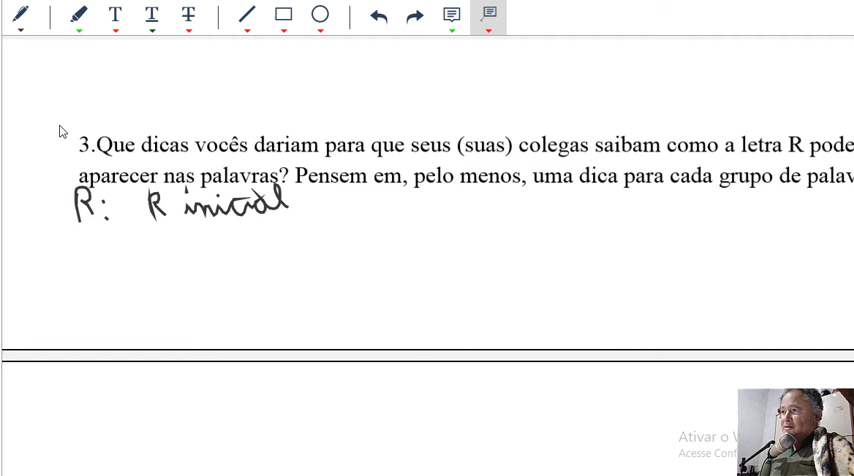 T T T
3.Que dicas vocês dariam para que seus (suas) colegas saibam como a letra R pode
aparecer nas palavras? Pensem em, pelo menos, uma dica para cada grupo de palav
R: R inicial
Ativar o W
Acesse Conf